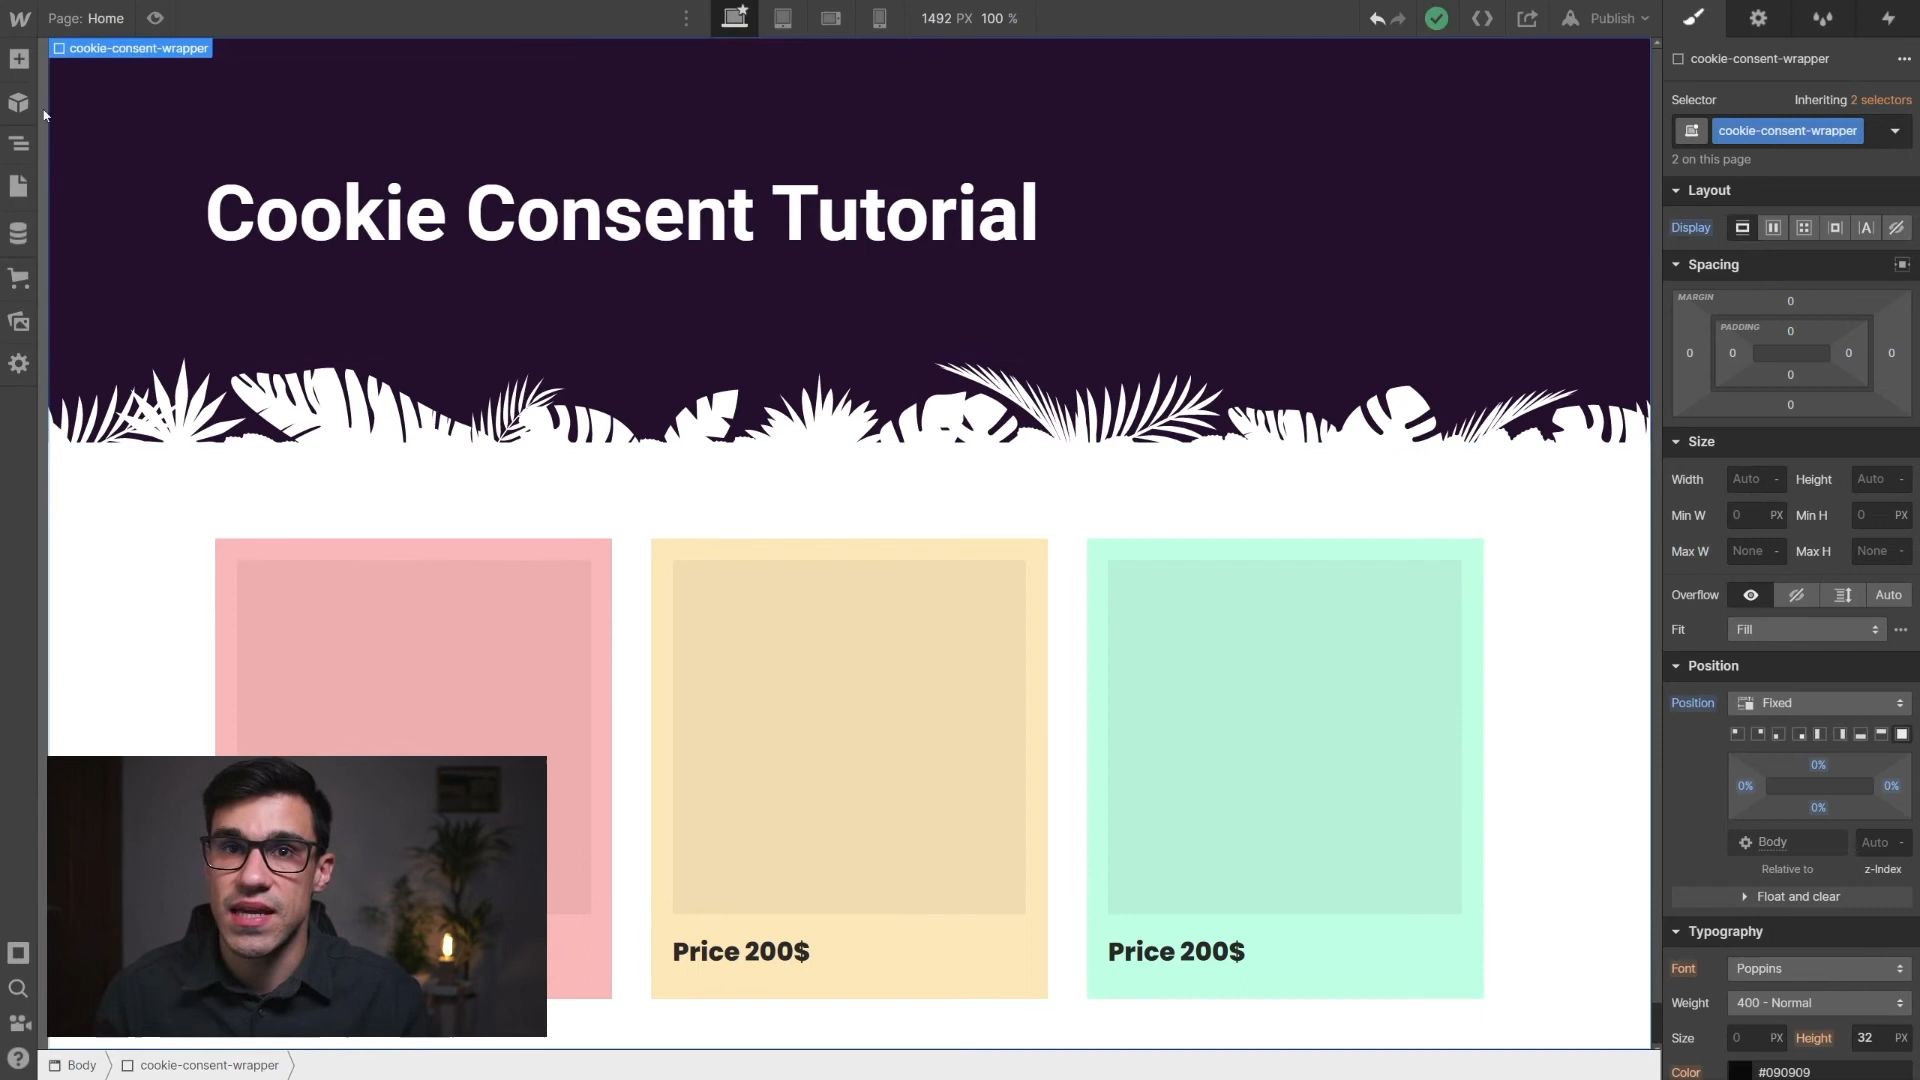 Page: Home
1492 PX 100 %
Publish
cookie-consent-wrapper
Cookie Consent Tutorial
Price 200$
Price 200$
Body
cookie-consent-wrapper
cookie-consent-wrapper
Selector
Inheriting 2 selectors
cookie-consent-wrapper
2 on this page
Layout
Display
Spacing
MARGIN
0
PADDING
0
0
0
0
0
0
0
Size
Width Auto - Height Auto -
Min W 0 PX Min H 0 PX
Max W None - Max H None -
Overflow Auto
Fit Fill
Position
Position Fixed
0%
0% 0%
0%
Body Auto -
Relative to z-Index
Float and clear
Typography
Font Poppins
Weight 400 - Normal
Size 0 PX Height 32 PX
Color #090909